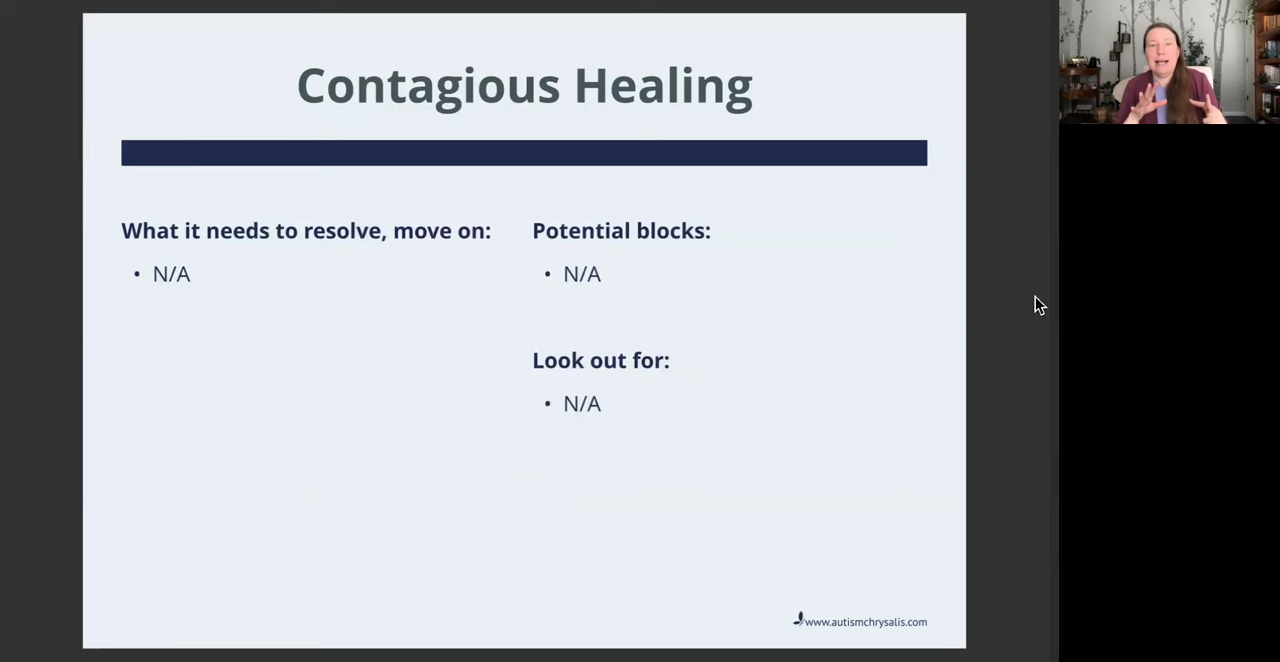 Contagious Healing
What it needs to resolve, move on:
• N/A
Potential blocks:
• N/A
Look out for:
• N/A
www.autismchrysalis.com